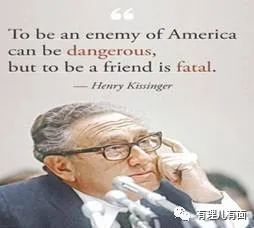 “
To be an enemy of America
can be dangerous,
but to be a friend is fatal.
— Henry Kissinger
有理儿有面